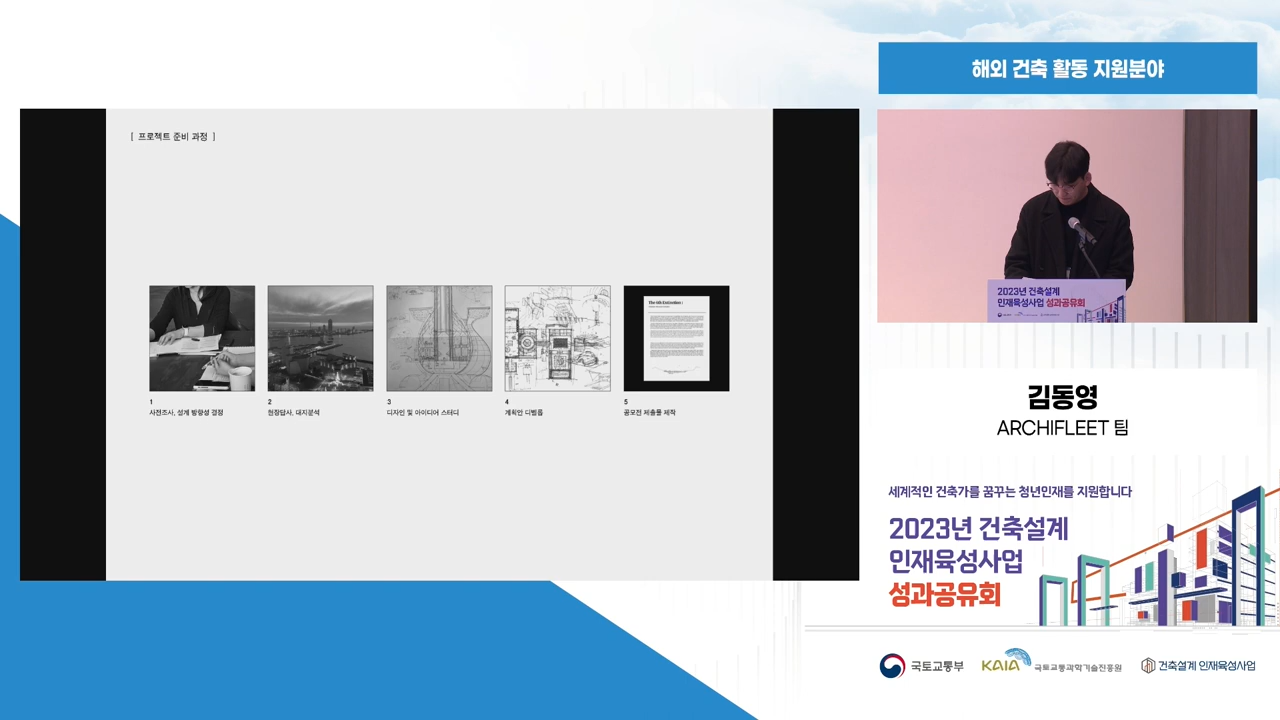 해외 건축 활동 지원분야
[ 프로젝트 준비 과정 ]
1
사전조사, 설계 방향성 결정
2
현장답사, 대지분석
3
디자인 및 아이디어 스터디
4
계획안 디벨롭
5
공모전 제출물 제작
2023년 건축설계
인재육성사업 성과공유회
김동영
ARCHIFLEET 팀
세계적인 건축가를 꿈꾸는 청년인재를 지원합니다
2023년 건축설계
인재육성사업
성과공유회
국토교통부
KAIA 국토교통과학기술진흥원
건축설계 인재육성사업